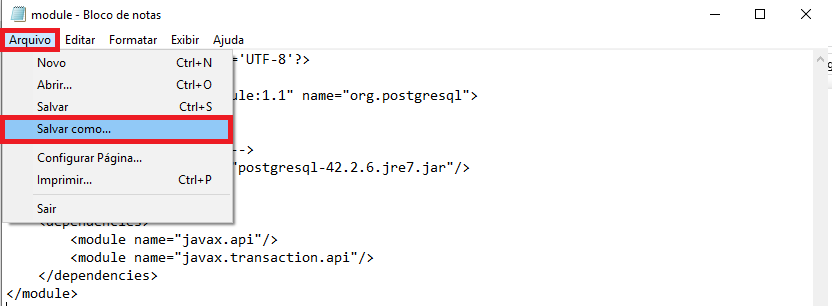 module - Bloco de notas
Arquivo Editar Formatar Exibir Ajuda
Novo Ctrl+N ='UTF-8'?>
Abrir... Ctrl+O
Salvar Ctrl+S ule:1.1" name="org.postgresql">
Salvar como...
Configurar Página... -->
Imprimir... Ctrl+P "postgresql-42.2.6.jre7.jar"/>
Sair
<dependencies>
<module name="javax.api"/>
<module name="javax.transaction.api"/>
</dependencies>
</module>